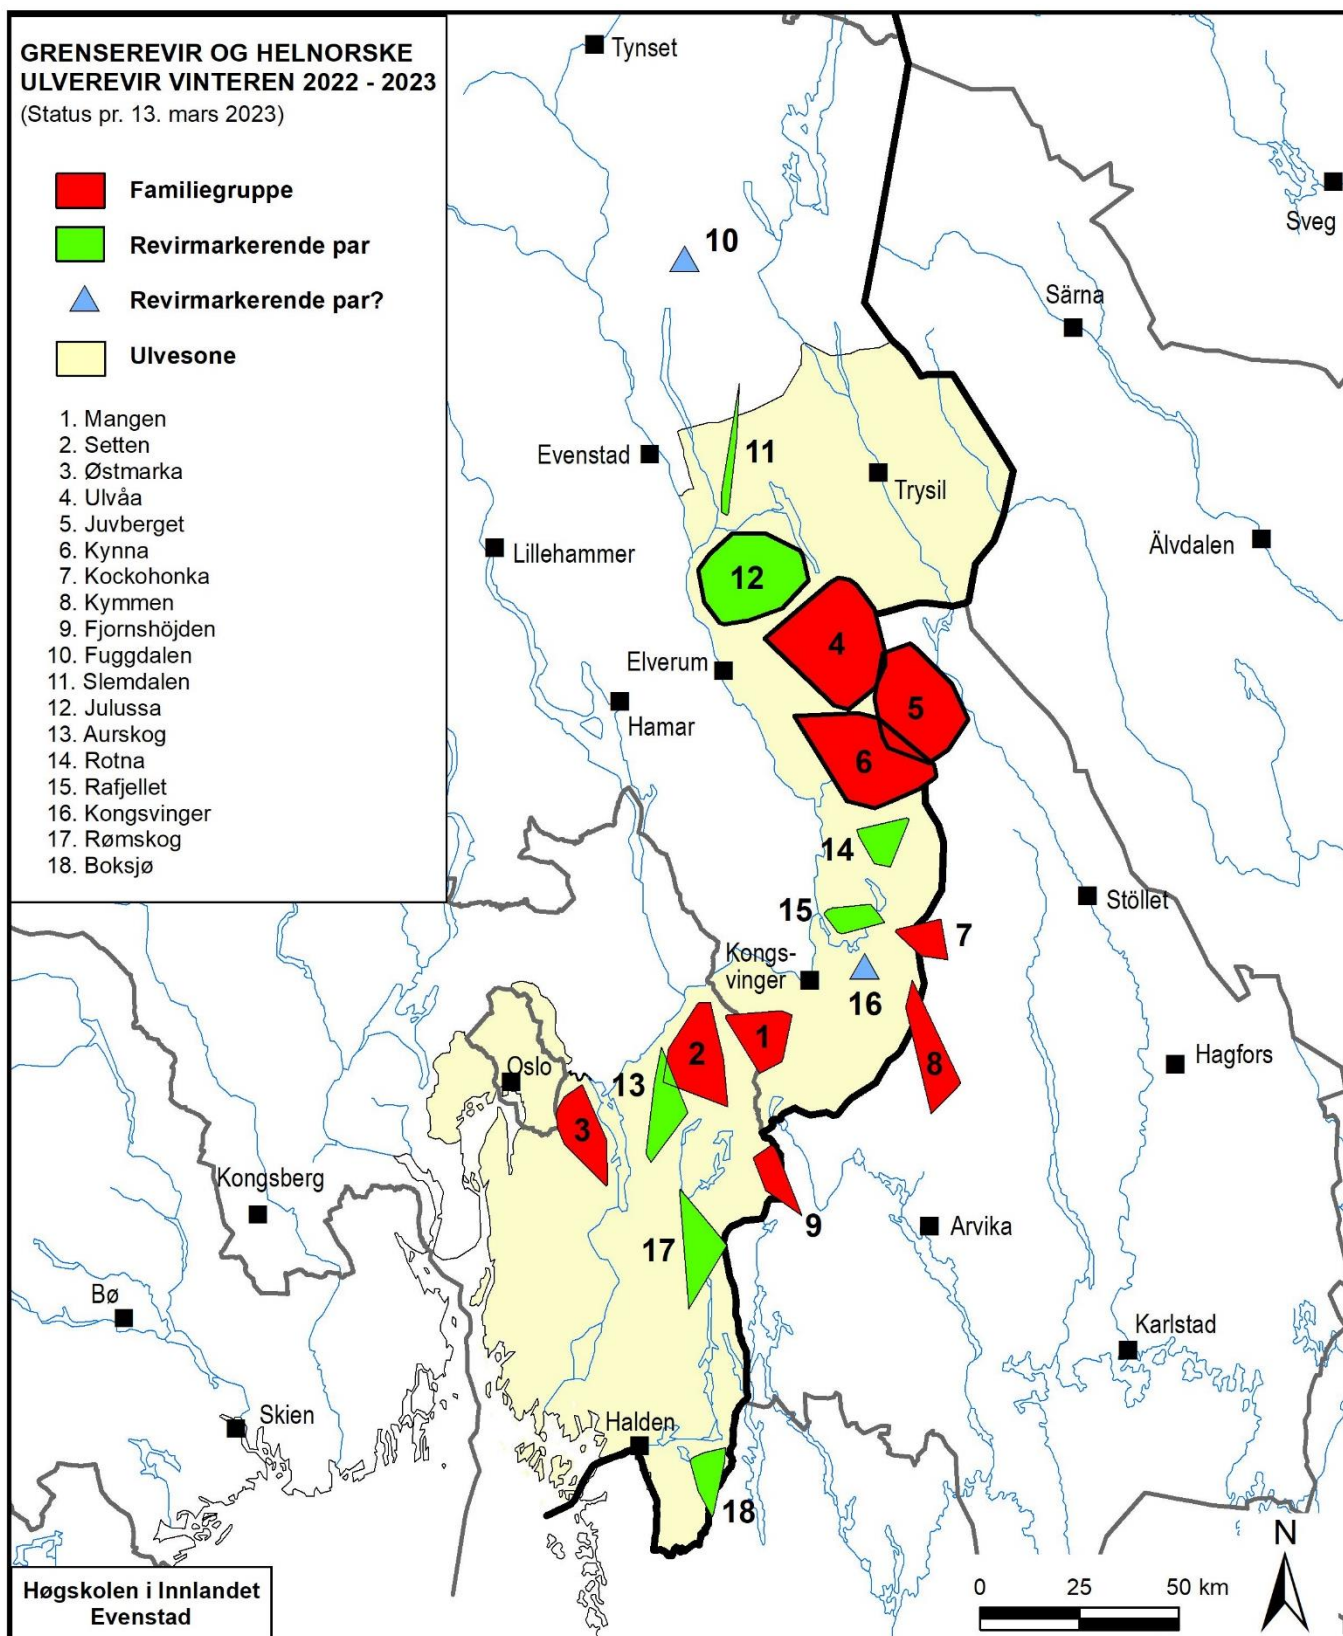 GRENSEREVIR OG HELNORSKE
ULVEREVIR VINTEREN 2022 - 2023
(Status pr. 13. mars 2023)
Familiegruppe
Revirmarkerende par
Revirmarkerende par?
Ulvesone
1. Mangen
2. Setten
3. Østmarka
4. Ulvåa
5. Juvberget
6. Kynna
7. Kockohonka
8. Kymmen
9. Fjornshöjden
10. Fuggdalen
11. Slemdalen
12. Julussa
13. Aurskog
14. Rotna
15. Rafjellet
16. Kongsvinger
17. Rømskog
18. Boksjø
Tynset
Sveg
10
Särna
Evenstad
11
Trysil
Lillehammer
Älvdalen
12
4
Elverum
Hamar
5
6
14
Stöllet
15
7
Kongs-
vinger
16
1
2
8
Hagfors
Oslo
13
3
Kongsberg
9
Arvika
17
Bø
Karlstad
Skien
Halden
18
N
0 25 50 km
Høgskolen i Innlandet
Evenstad